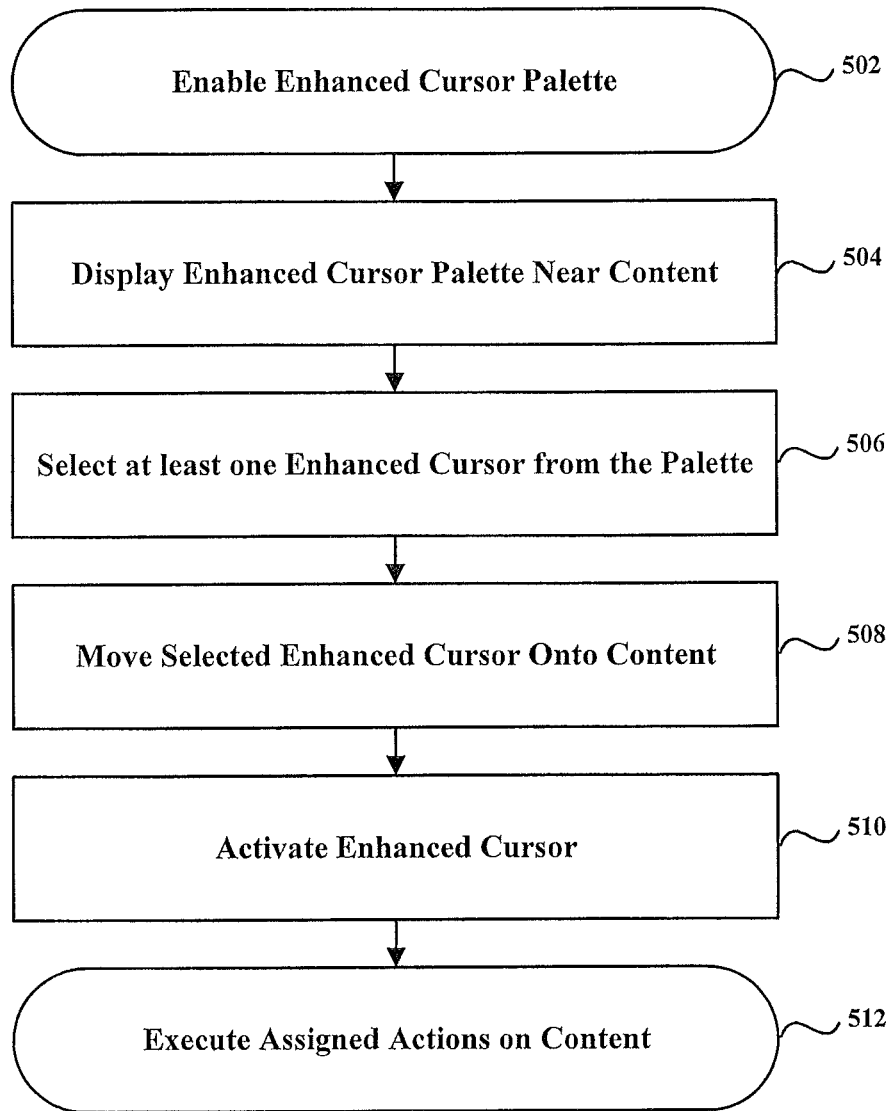 Enable Enhanced Cursor Palette
502
Display Enhanced Cursor Palette Near Content
504
Select at least one Enhanced Cursor from the Palette
506
Move Selected Enhanced Cursor Onto Content
508
Activate Enhanced Cursor
510
Execute Assigned Actions on Content
512